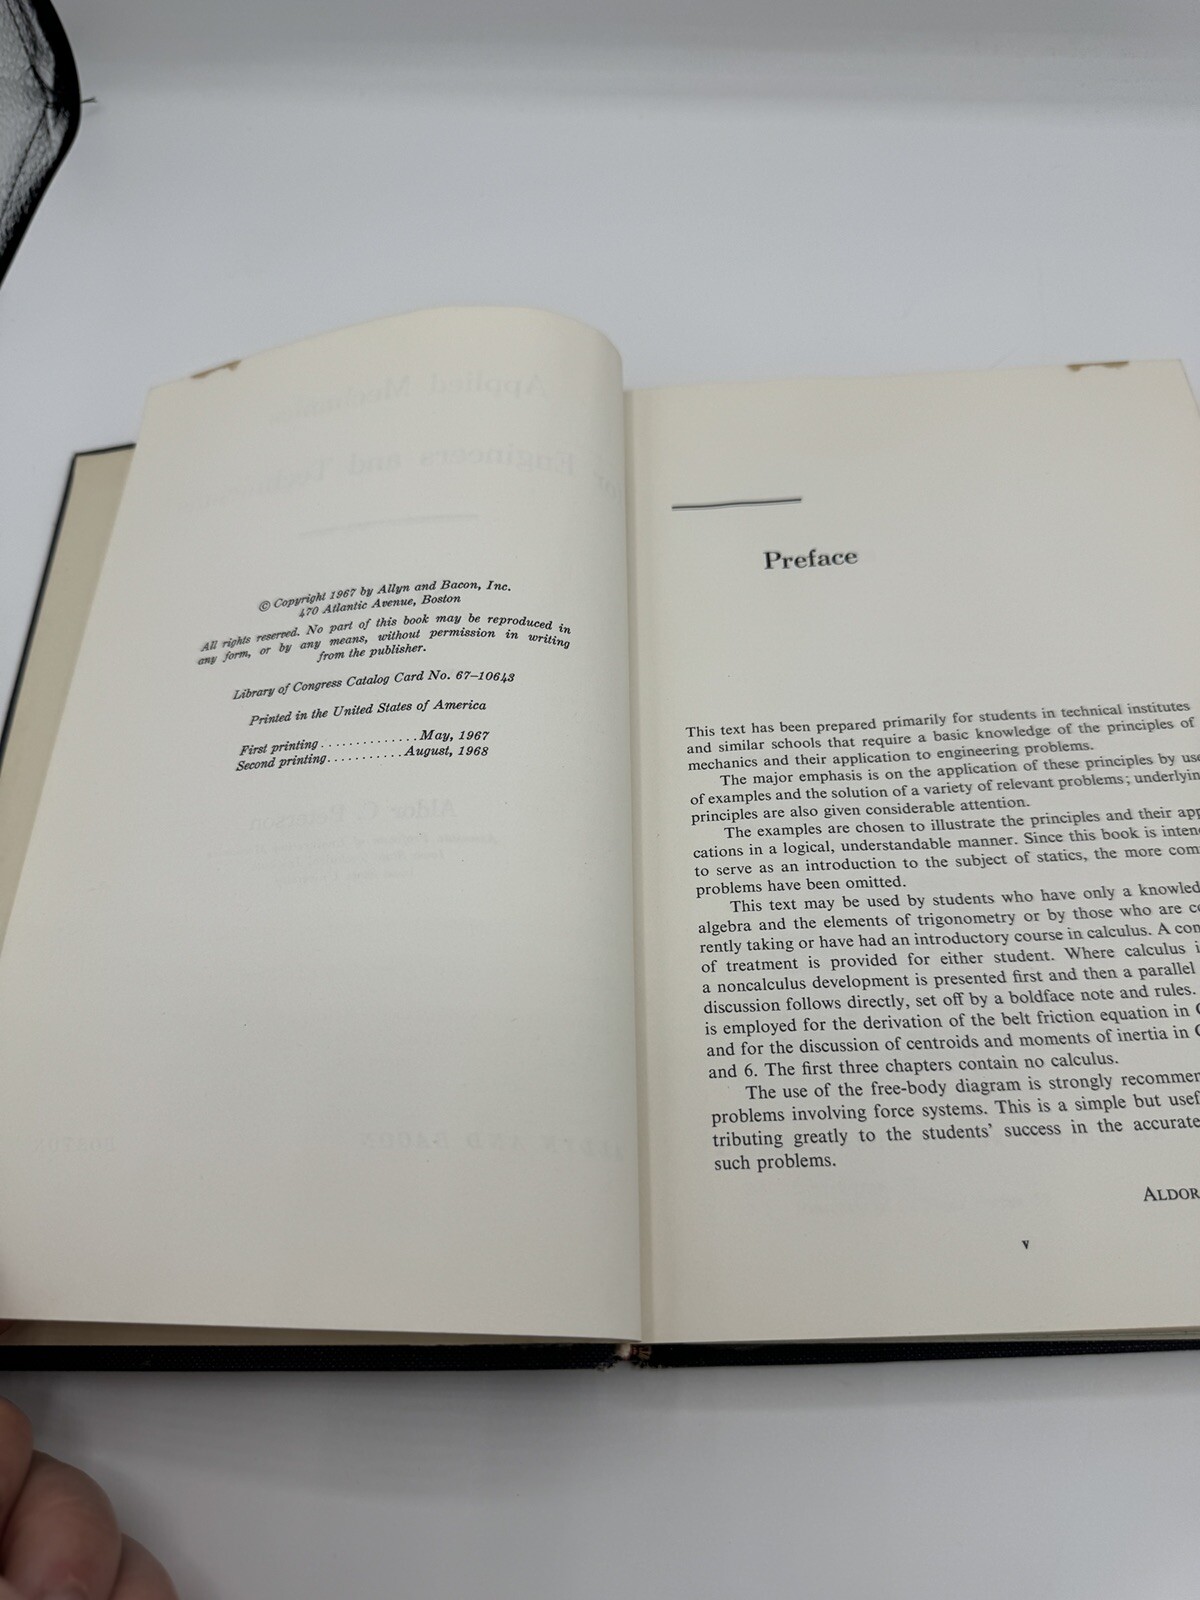 © Copyright 1967 by Allyn and Bacon, Inc.
470 Atlantic Avenue, Boston
All rights reserved. No part of this book may be reproduced in
any form, or by any means, without permission in writing
from the publisher.
Library of Congress Catalog Card No. 67-10643
Printed in the United States of America
First printing.............May, 1967
Second printing...........August, 1968
Preface
This text has been prepared primarily for students in technical institutes
and similar schools that require a basic knowledge of the principles of
mechanics and their application to engineering problems.
The major emphasis is on the application of these principles by
of examples and the solution of a variety of relevant problems;
principles are also given considerable attention.
The examples are chosen to illustrate the principles and their
cations in a logical, understandable manner. Since this book is
to serve as an introduction to the subject of statics, the more
problems have been omitted.
This text may be used by students who have only a
algebra and the elements of trigonometry or by those who are
rently taking or have had an introductory course in calculus. A
of treatment is provided for either student. Where calculus
a noncalculus development is presented first and then a parallel
discussion follows directly, set off by a boldface note and rules.
is employed for the derivation of the belt friction equation in
and for the discussion of centroids and moments of inertia in
and 6. The first three chapters contain no calculus.
The use of the free-body diagram is strongly
problems involving force systems. This is a simple but
tributing greatly to the students' success in the accurate
such problems.
ALDOR
v